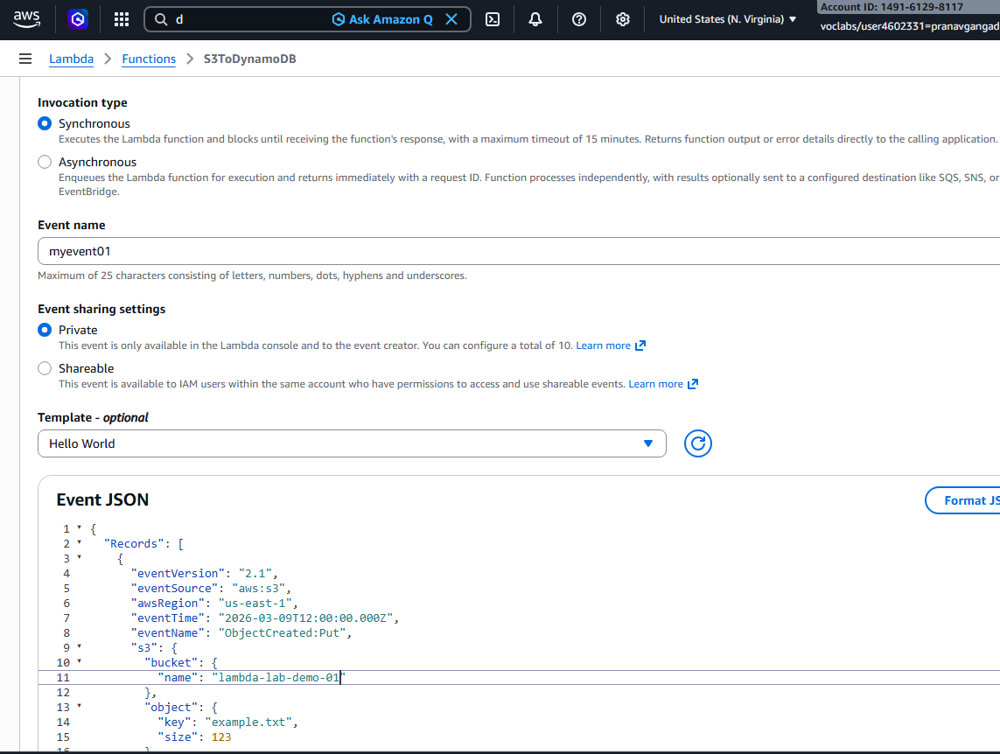 aws
d
Ask Amazon Q
United States (N. Virginia)
Account ID: 1491-6129-8117
voclabs/user4602331=pranavgangad
Lambda
Functions
S3ToDynamoDB
Invocation type
Synchronous
Executes the Lambda function and blocks until receiving the function's response, with a maximum timeout of 15 minutes. Returns function output or error details directly to the calling application.
Asynchronous
Enqueues the Lambda function for execution and returns immediately with a request ID. Function processes independently, with results optionally sent to a configured destination like SQS, SNS, or
EventBridge.
Event name
myevent01
Maximum of 25 characters consisting of letters, numbers, dots, hyphens and underscores.
Event sharing settings
Private
This event is only available in the Lambda console and to the event creator. You can configure a total of 10. Learn more
Shareable
This event is available to IAM users within the same account who have permissions to access and use shareable events. Learn more
Template - optional
Hello World
Event JSON
Format JS
1 {
2 "Records": [
3 {
4 "eventVersion": "2.1",
5 "eventSource": "aws:s3",
6 "awsRegion": "us-east-1",
7 "eventTime": "2026-03-09T12:00:00.000Z",
8 "eventName": "ObjectCreated:Put",
9 "s3": {
10 "bucket": {
11 "name": "lambda-lab-demo-01"
12 },
13 "object": {
14 "key": "example.txt",
15 "size": 123
16 }